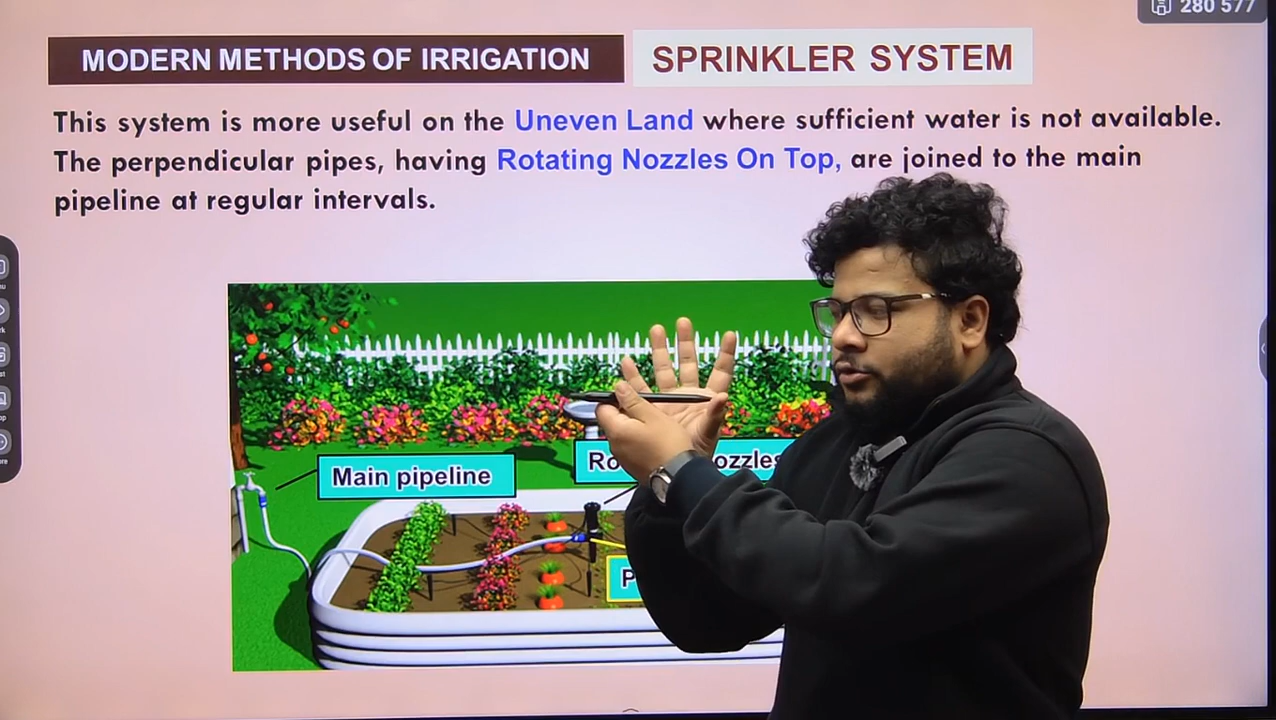 280 577
MODERN METHODS OF IRRIGATION
SPRINKLER SYSTEM
This system is more useful on the Uneven Land where sufficient water is not available.
The perpendicular pipes, having Rotating Nozzles On Top, are joined to the main
pipeline at regular intervals.
Main pipeline